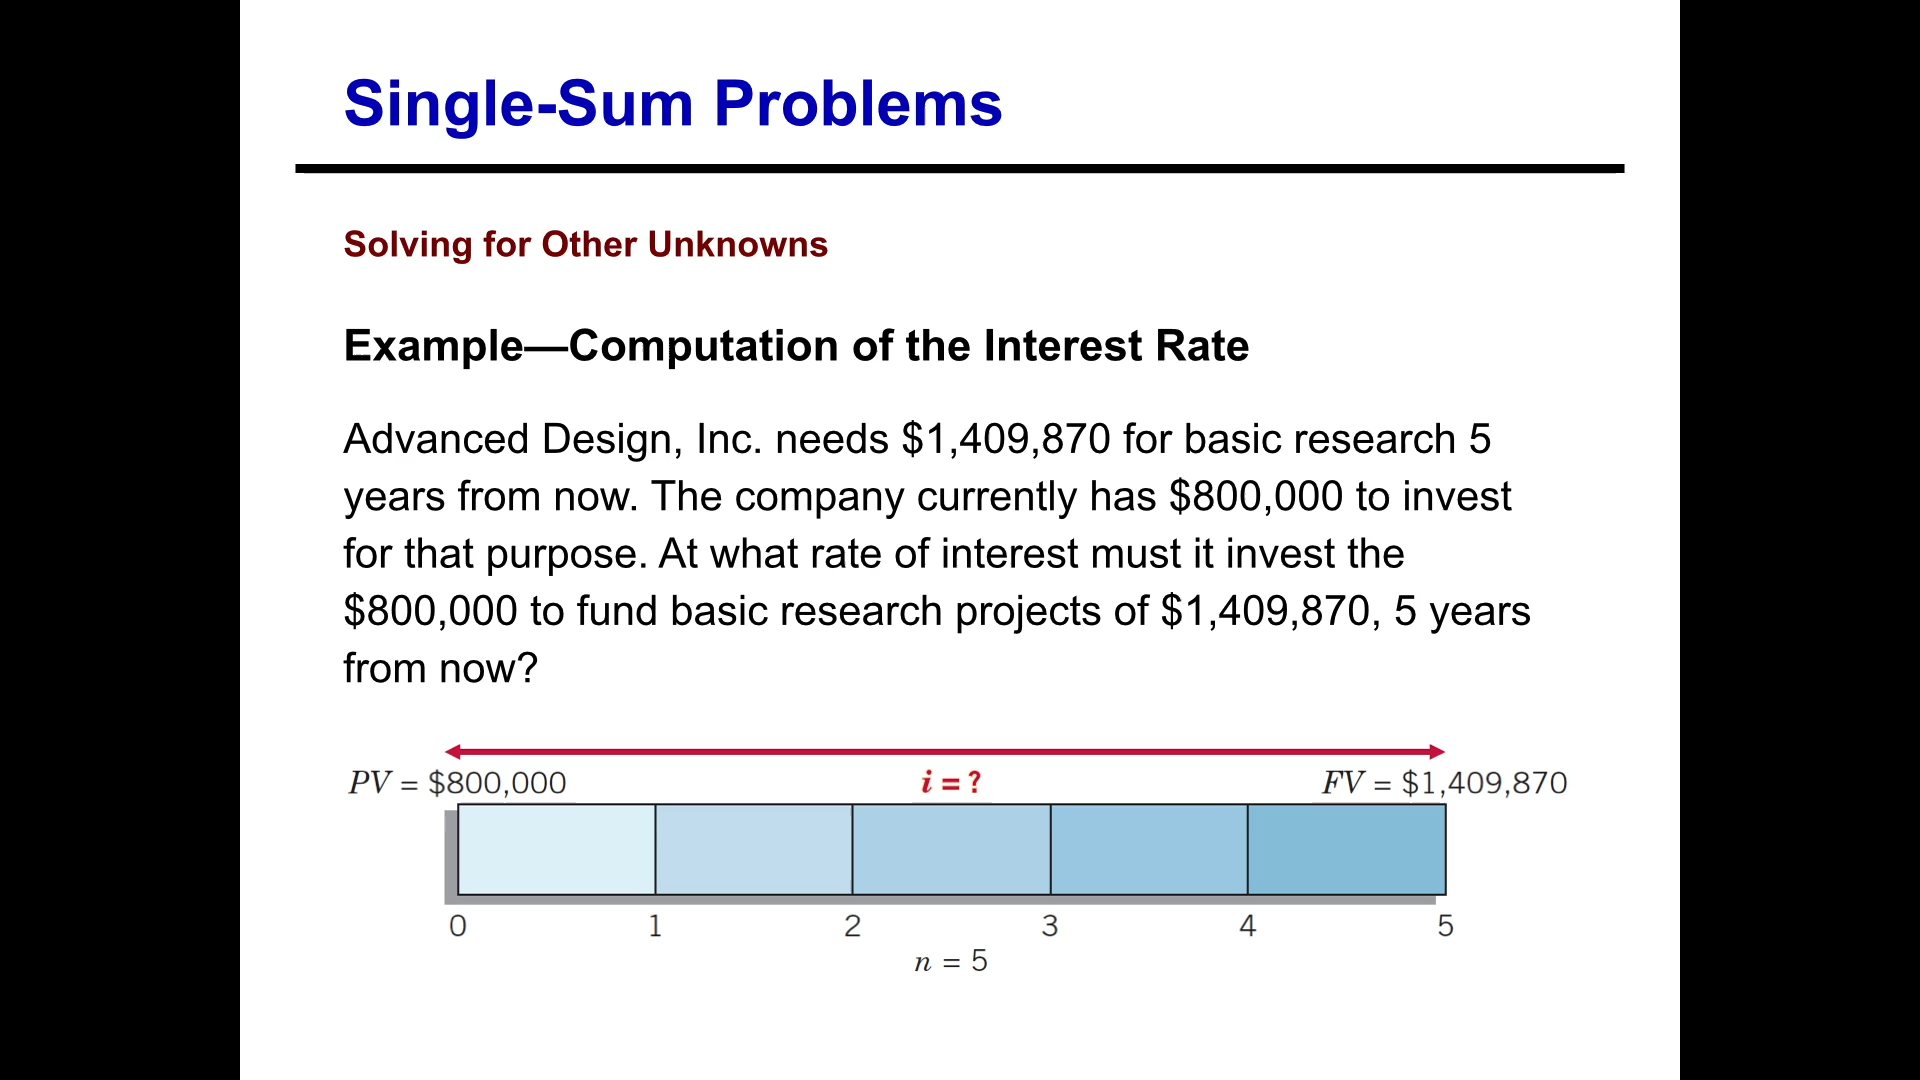 Single-Sum Problems
Solving for Other Unknowns
Example—Computation of the Interest Rate
Advanced Design, Inc. needs $1,409,870 for basic research 5
years from now. The company currently has $800,000 to invest
for that purpose. At what rate of interest must it invest the
$800,000 to fund basic research projects of $1,409,870, 5 years
from now?
PV = $800,000 i = ? FV = $1,409,870
0 1 2 3 4 5
n = 5